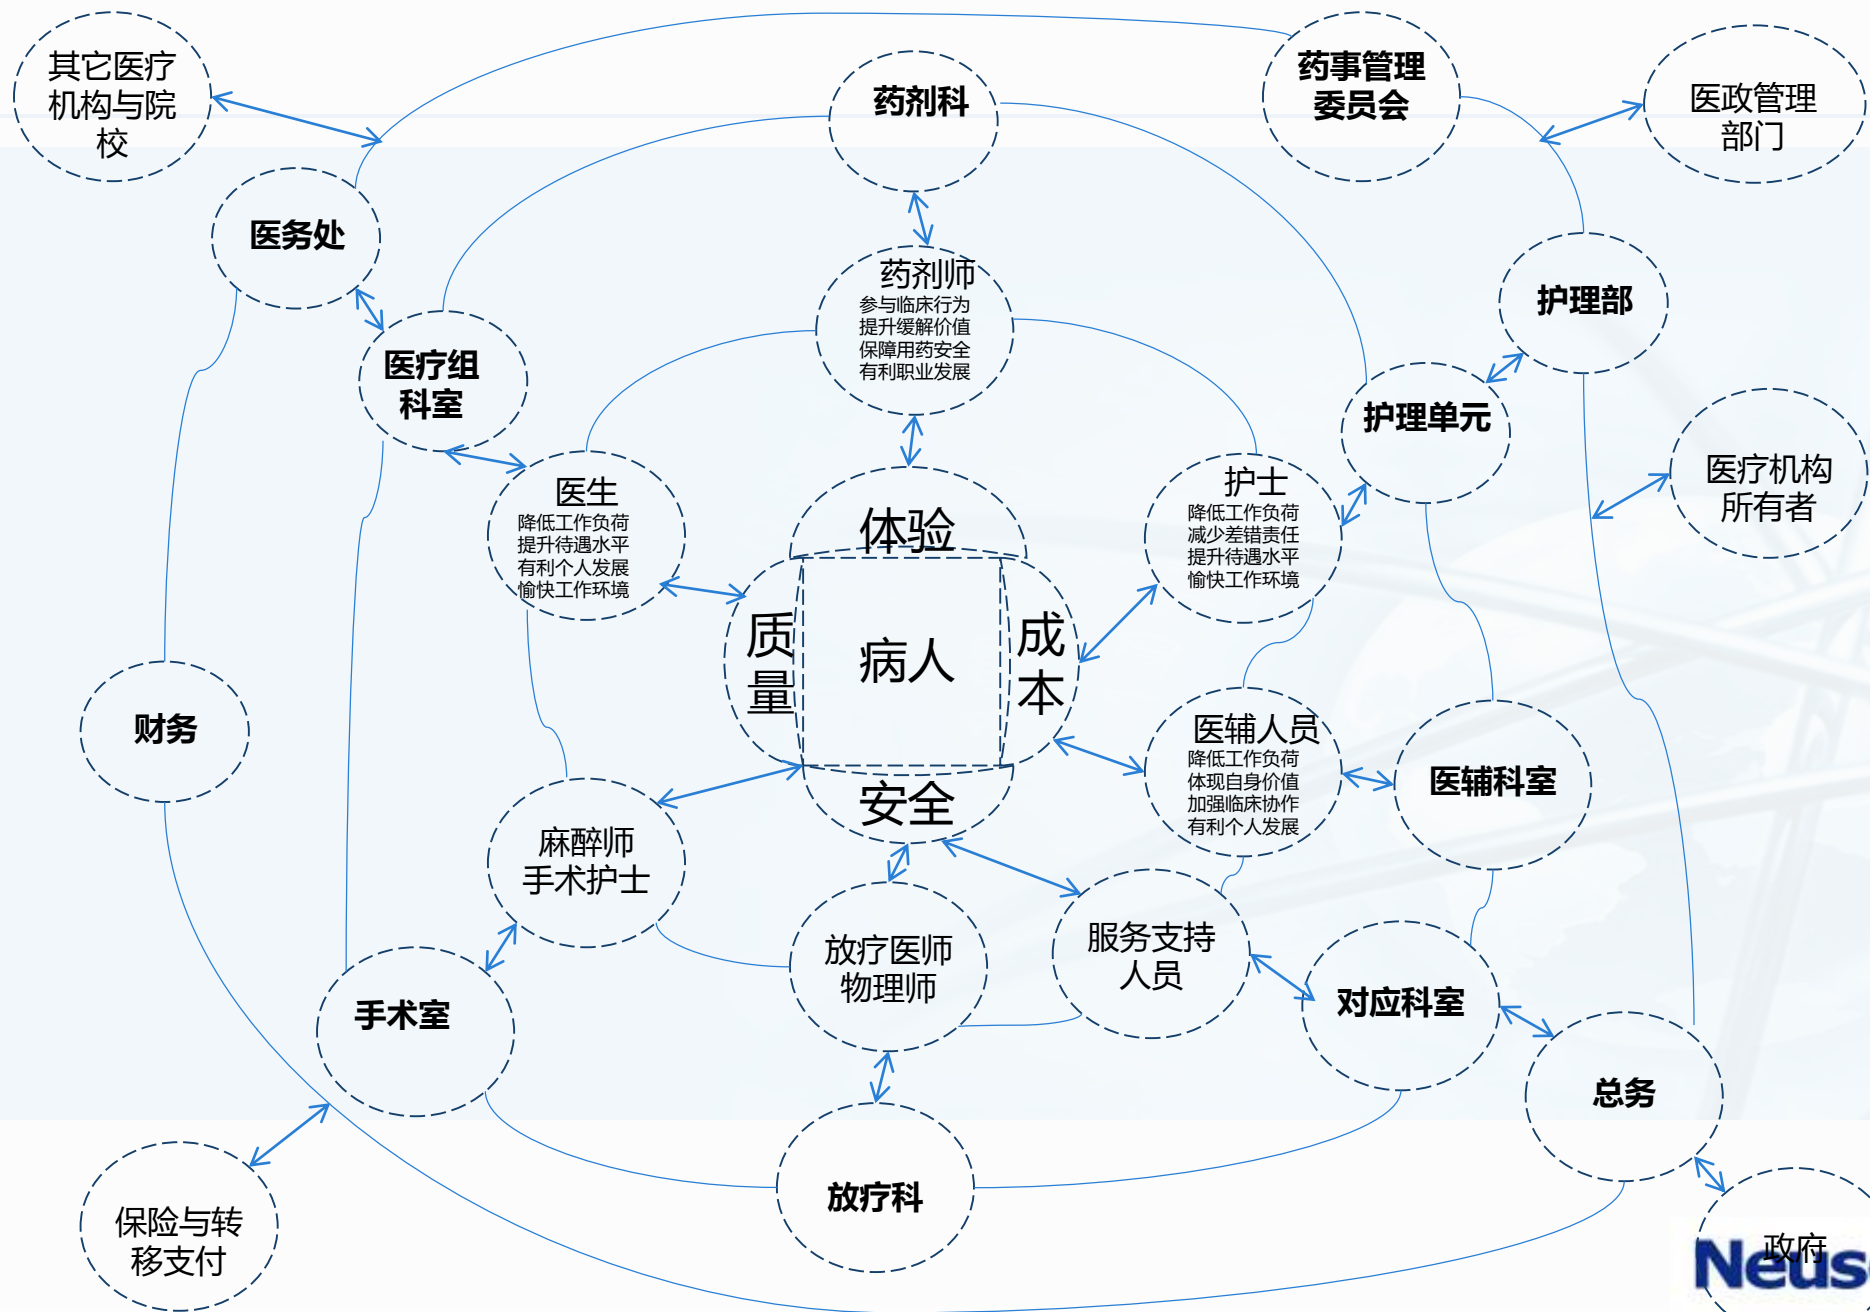 其它医疗
机构与院
校
药剂科
药事管理
委员会
医政管理
部门
医务处
药剂师
参与临床行为
提升缓解价值
保障用药安全
有利职业发展
护理部
医疗组
科室
护理单元
医疗机构
所有者
医生
降低工作负荷
提升待遇水平
有利个人发展
愉快工作环境
体验
护士
降低工作负荷
减少差错责任
提升待遇水平
愉快工作环境
质
量
病人
成
本
财务
医辅人员
降低工作负荷
体现自身价值
加强临床协作
有利个人发展
医辅科室
安全
麻醉师
手术护士
放疗医师
物理师
服务支持
人员
手术室
对应科室
总务
放疗科
保险与转
移支付
政府